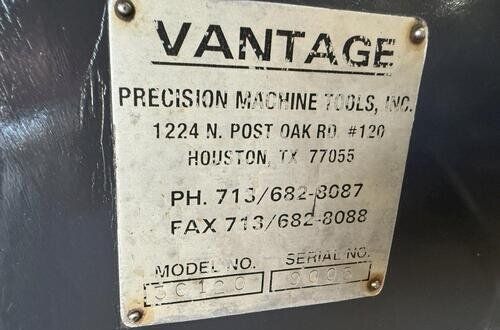 VANTAGE
PRECISION MACHINE TOOLS, INC.
1224 N. POST OAK RD. #120
HOUSTON, TX 77055
PH. 713/682-8087
FAX 713/682-8088
MODEL NO. SERIAL NO.